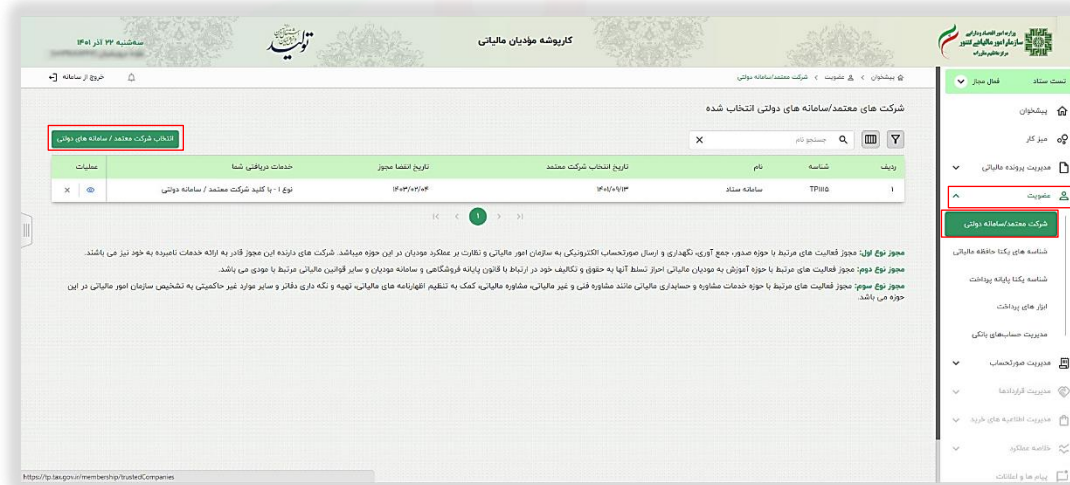 وزارت امور اقتصاد و دارایی
سازمان امور مالیاتی کشور
کارپوشه مؤدیان مالیاتی
تولید
سه‌شنبه ۲۲ آذر ۱۴۰۱
تست ستاد
فعال مجاز
پیشخوان > عضویت > شرکت معتمد/سامانه دولتی
خروج از سامانه
پیشخوان
میز کار
مدیریت پرونده مالیاتی
عضویت
شرکت معتمد/سامانه دولتی
شناسه های یکتا حافظه مالیاتی
شناسه یکتا پایانه پرداخت
ابزار های پرداخت
مدیریت حساب‌های بانکی
مدیریت صورتحساب
مدیریت قراردادها
مدیریت اظهارنامه های خرید
خلاصه عملکرد
پیام ها و اعلانات
شرکت های معتمد/سامانه های دولتی انتخاب شده
جستجو نام
انتخاب شرکت معتمد / سامانه های دولتی
ردیف شناسه نام تاریخ انتخاب شرکت معتمد تاریخ انقضا مجوز خدمات دریافتی شما عملیات
۱ TP۱۱۱۵ سامانه ستاد ۱۴۰۱/۰۹/۱۳ ۱۴۰۳/۰۲/۰۴ نوع ۱ - با کلید شرکت معتمد / سامانه دولتی
۱
مجوز نوع اول: مجوز فعالیت های مرتبط با حوزه صدور، جمع آوری، نگهداری و ارسال صورتحساب الکترونیکی به سازمان امور مالیاتی و نظارت بر عملکرد مودیان در این حوزه میباشد. شرکت های دارنده این مجوز قادر به ارائه خدمات نامبرده به خود نیز می باشند.
مجوز نوع دوم: مجوز فعالیت های مرتبط با حوزه آموزش به مودیان مالیاتی احراز تسلط آنها به حقوق و تکالیف خود در ارتباط با قانون پایانه فروشگاهی و سامانه مودیان و سایر قوانین مالیاتی مرتبط با مودی می باشد.
مجوز نوع سوم: مجوز فعالیت های مرتبط با حوزه خدمات مشاوره و حسابداری مالیاتی مانند مشاوره فنی و غیر مالیاتی، مشاوره مالیاتی، کمک به تنظیم اظهارنامه های مالیاتی، تهیه و نگه داری دفاتر و سایر موارد غیر حاکمیتی به تشخیص سازمان امور مالیاتی در این
حوزه می باشد.
https://tp.tax.gov.ir/membership/trustedCompanies